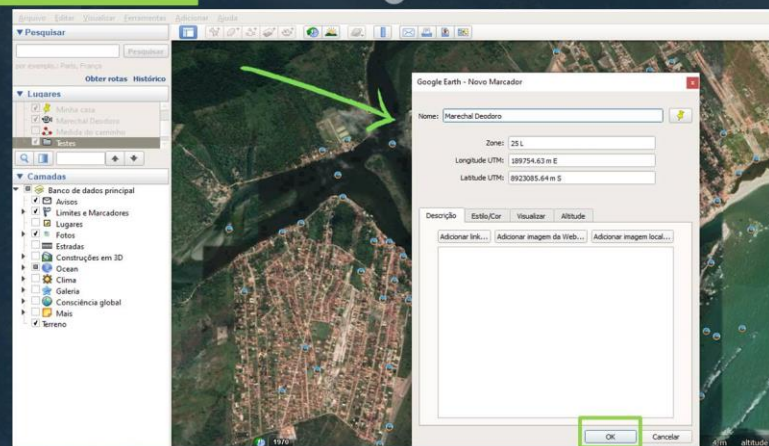 Arquivo Editar Visualizar Ferramentas Adicionar Ajuda
Pesquisar
Pesquisar
por exemplo: Paris, França
Obter rotas Histórico
Lugares
Minha casa
Marechal Deodoro
Medida do caminho
Testes
Camadas
Banco de dados principal
Avisos
Limites e Marcadores
Lugares
Fotos
Estradas
Construções em 3D
Ocean
Clima
Galeria
Consciência global
Mais
Terreno
Google Earth - Novo Marcador
Nome: Marechal Deodoro
Zone: 25 L
Longitude UTM: 189754.63 m E
Latitude UTM: 8923085.64 m S
Descrição Estilo/Cor Visualizar Altitude
Adicionar link... Adicionar imagem da Web... Adicionar imagem local...
OK Cancelar
1970
m altitude